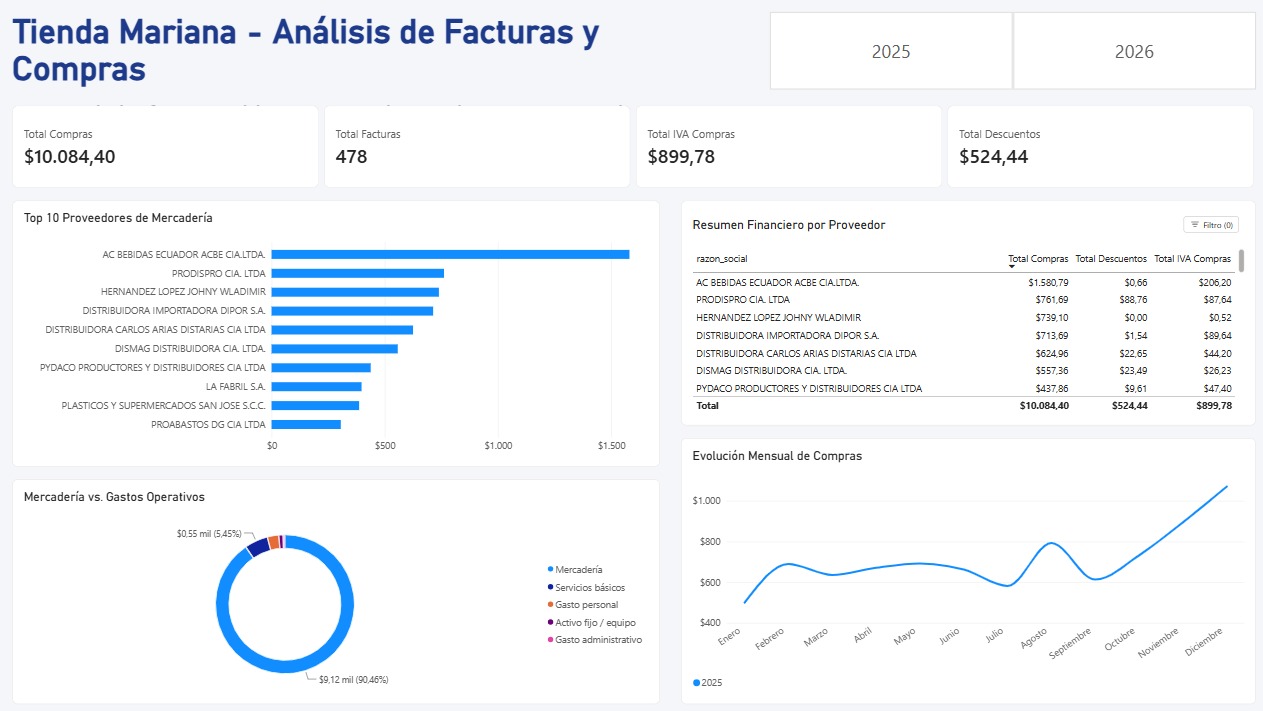 Tienda Mariana - Análisis de Facturas y
Compras
2025
2026
Total Compras
$10.084,40
Total Facturas
478
Total IVA Compras
$899,78
Total Descuentos
$524,44
Top 10 Proveedores de Mercadería
AC BEBIDAS ECUADOR ACBE CIA.LTDA.
PRODISPRO CIA. LTDA
HERNANDEZ LOPEZ JOHNY WLADIMIR
DISTRIBUIDORA IMPORTADORA DIPOR S.A.
DISTRIBUIDORA CARLOS ARIAS DISTARIAS CIA LTDA
DISMAG DISTRIBUIDORA CIA. LTDA.
PYDACO PRODUCTORES Y DISTRIBUIDORES CIA LTDA
LA FABRIL S.A.
PLASTICOS Y SUPERMERCADOS SAN JOSE S.C.C.
PROABASTOS DG CIA LTDA
$0 $500 $1.000 $1.500
Resumen Financiero por Proveedor
Filtro (0)
razon_social Total Compras Total Descuentos Total IVA Compras
AC BEBIDAS ECUADOR ACBE CIA.LTDA. $1.580,79 $0,66 $206,20
PRODISPRO CIA. LTDA $761,69 $88,76 $87,64
HERNANDEZ LOPEZ JOHNY WLADIMIR $739,10 $0,00 $0,52
DISTRIBUIDORA IMPORTADORA DIPOR S.A. $713,69 $1,54 $89,64
DISTRIBUIDORA CARLOS ARIAS DISTARIAS CIA LTDA $624,96 $22,65 $44,20
DISMAG DISTRIBUIDORA CIA. LTDA. $557,36 $23,49 $26,23
PYDACO PRODUCTORES Y DISTRIBUIDORES CIA LTDA $437,86 $9,61 $47,40
Total $10.084,40 $524,44 $899,78
Mercadería vs. Gastos Operativos
$0,55 mil (5,45%)
$9,12 mil (90,46%)
Mercadería
Servicios básicos
Gasto personal
Activo fijo / equipo
Gasto administrativo
Evolución Mensual de Compras
$1.000
$800
$600
$400
Enero Febrero Marzo Abril Mayo Junio Julio Agosto Septiembre Octubre Noviembre Diciembre
2025